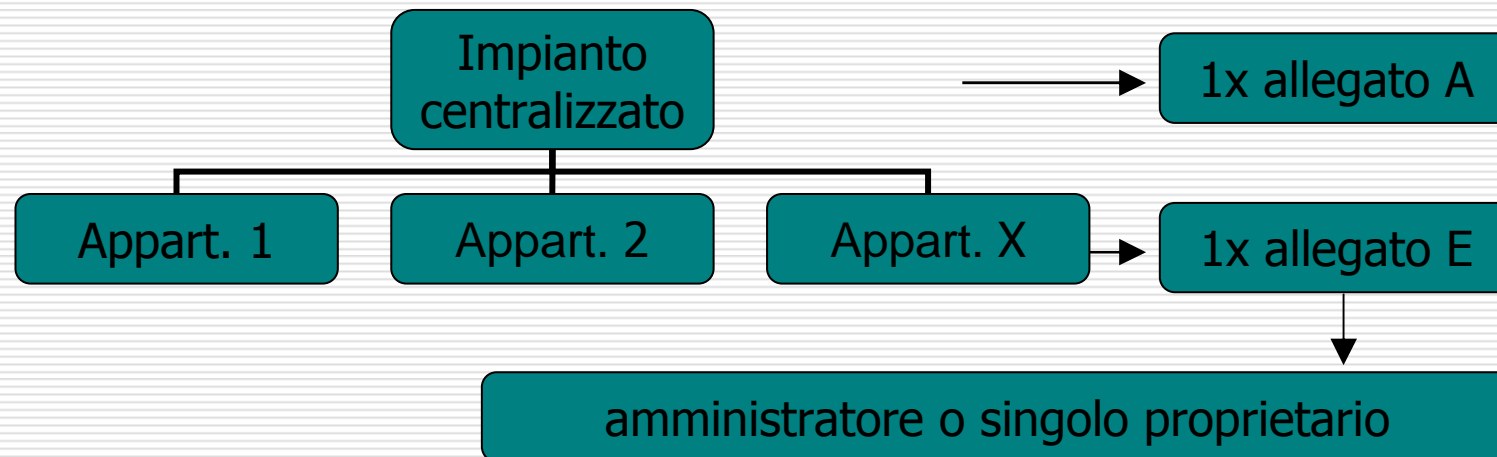 Impianto
centralizzato
1x allegato A
Appart. 1
Appart. 2
Appart. X
1x allegato E
amministratore o singolo proprietario